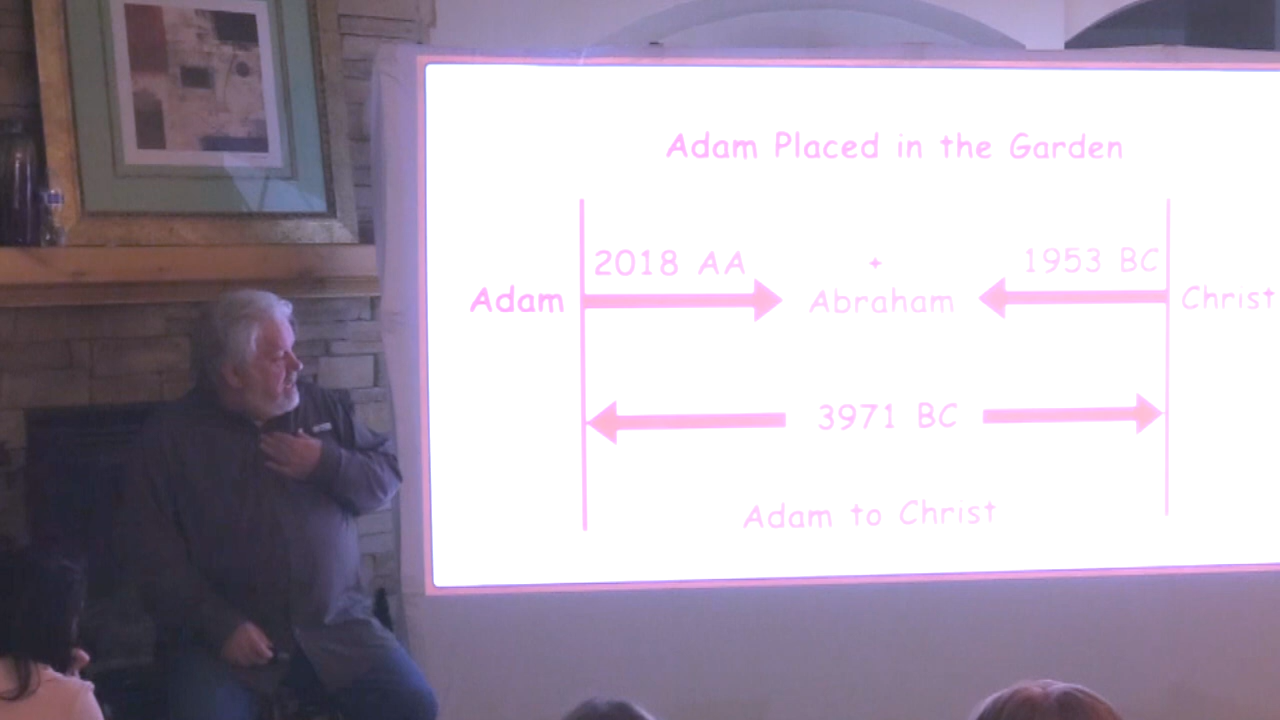 Adam Placed in the Garden
2018 AA + 1953 BC
Adam Abraham Christ
3971 BC
Adam to Christ